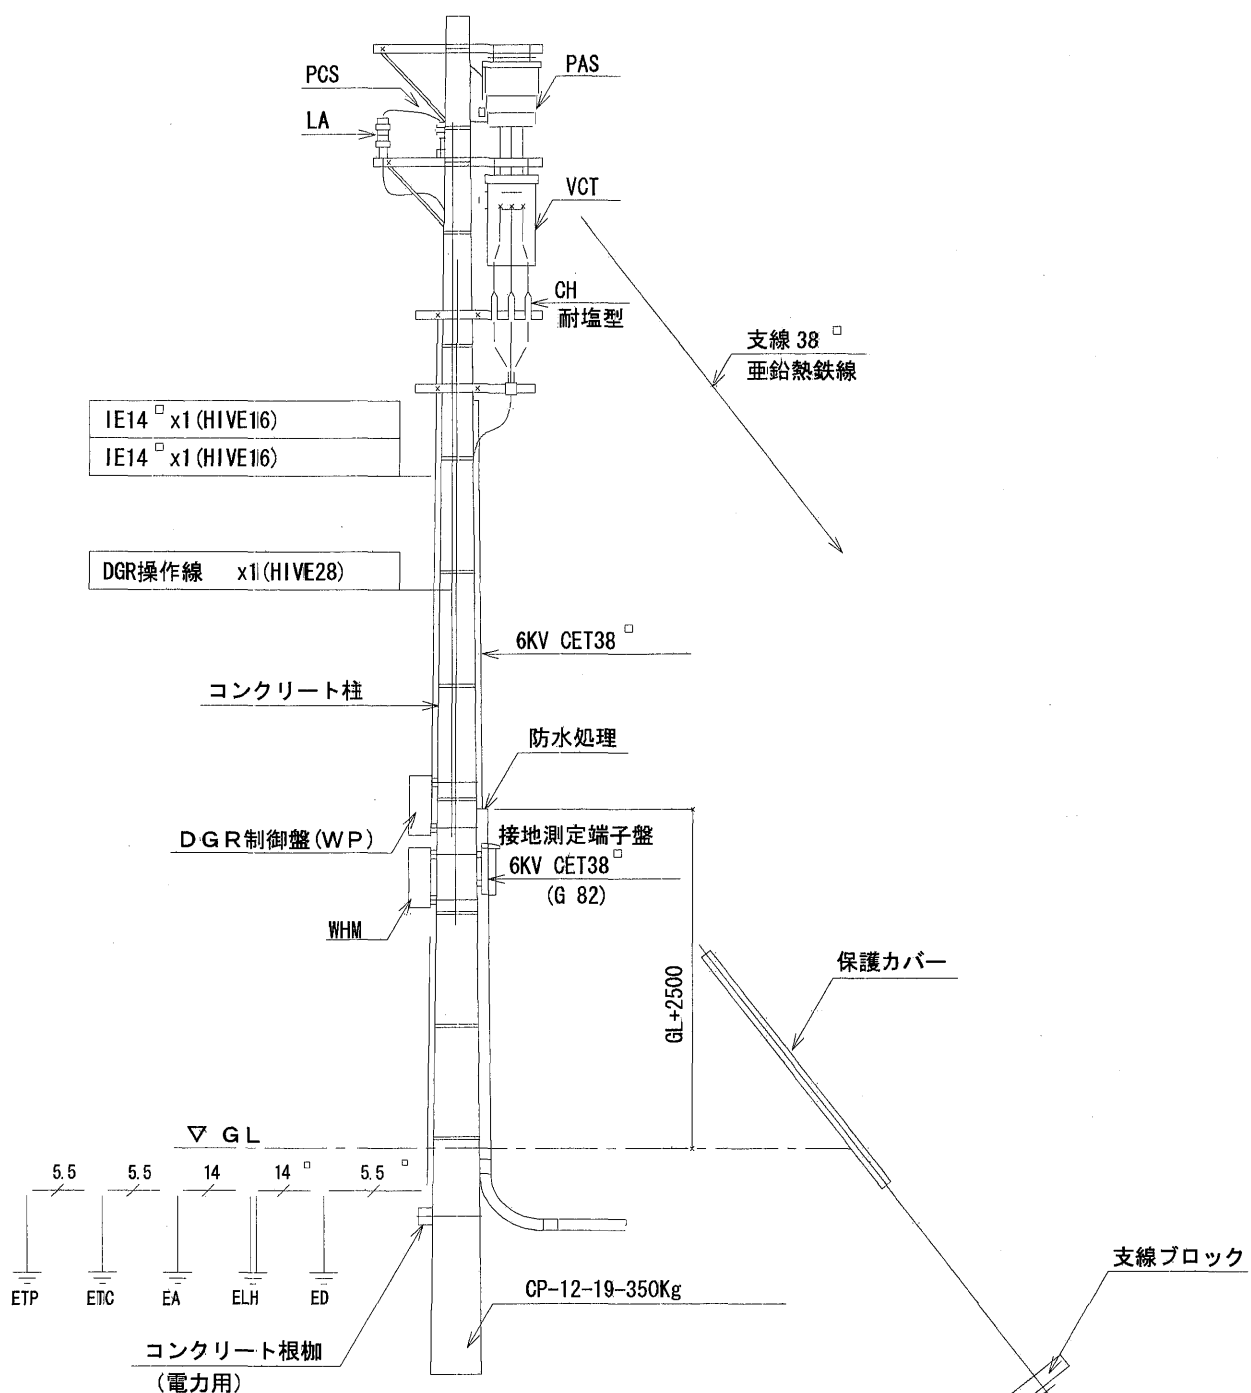 PCS
PAS
LA
VCT
CH
耐塩型
支線 38 □
亜鉛熱鉄線
IE14 □ x1(HIVE16)
IE14 □ x1(HIVE16)
DGR操作線 x1(HIVE28)
6KV CET38 □
コンクリート柱
防水処理
DGR制御盤(WP)
接地測定端子盤
6KV CET38 □
(G 82)
WHM
GL+2500
保護カバー
▽ GL
5.5 5.5 14 14 □ 5.5 □
ETP ETC EA ELH ED
CP-12-19-350Kg
支線ブロック
コンクリート根枷
(電力用)